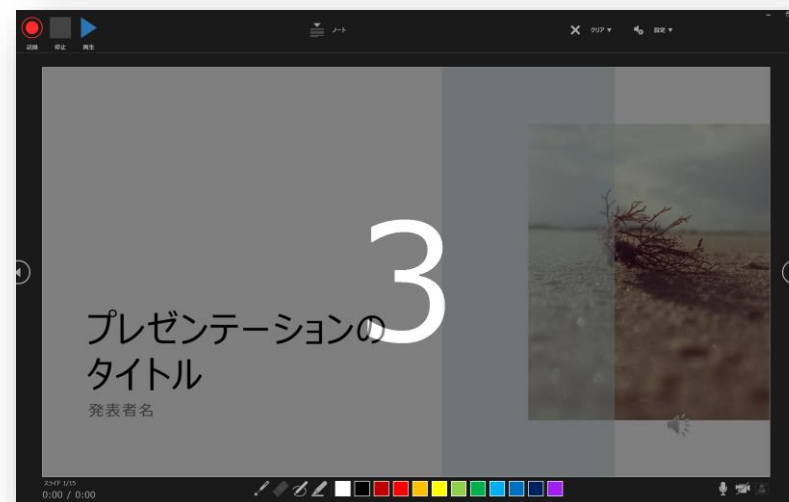 ノート
クリア
設定
記録 停止 再生
3
プレゼンテーションの
タイトル
発表者名
スライド 1/15
0:00 / 0:00